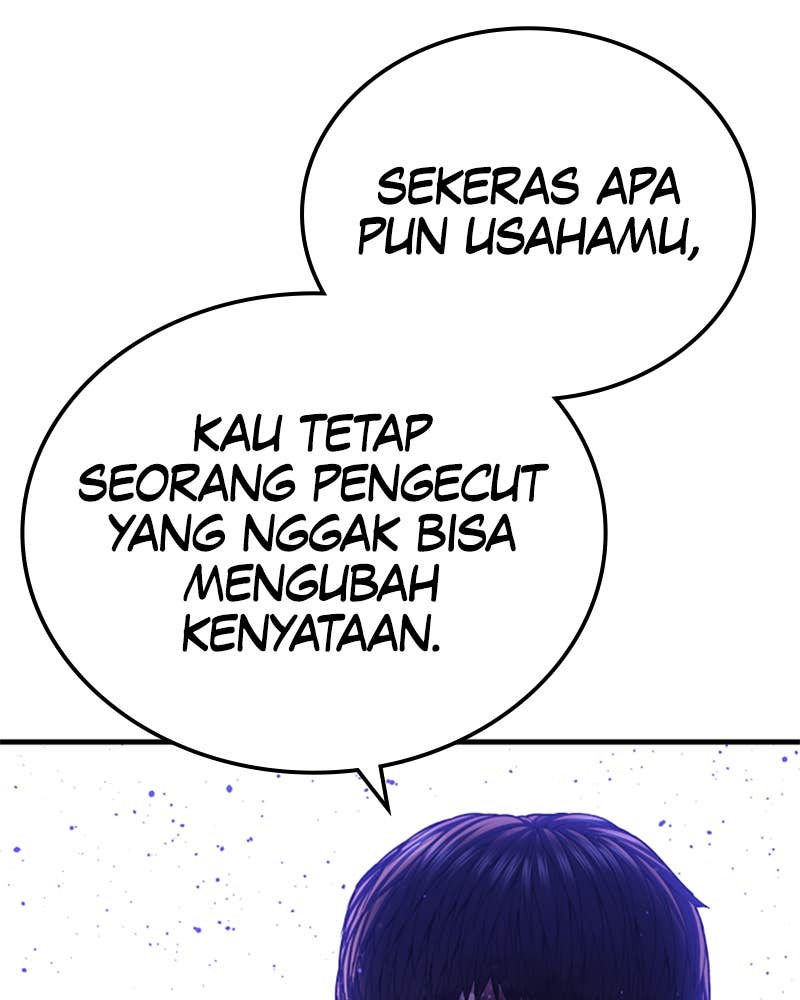 SEKERAS APA
PUN USAHAMU,
KAU TETAP
SEORANG PENGECUT
YANG NGGAK BISA
MENGUBAH
KENYATAAN.